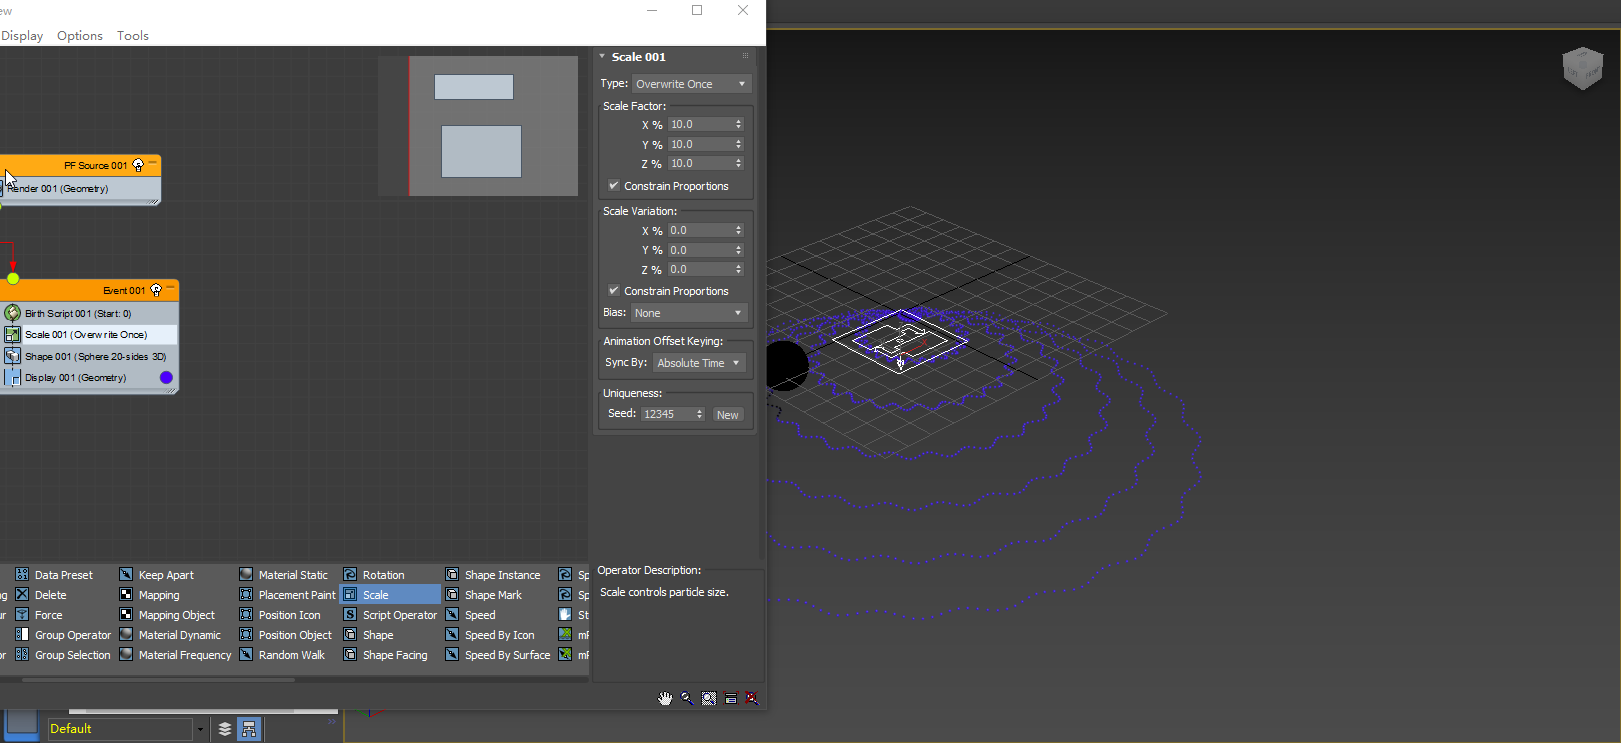 ew
Display Options Tools
Scale 001
Type: Overwrite Once
Scale Factor:
X % 10.0
Y % 10.0
Z % 10.0
Constrain Proportions
Scale Variation:
X % 0.0
Y % 0.0
Z % 0.0
Constrain Proportions
Bias: None
Animation Offset Keying:
Sync By: Absolute Time
Uniqueness:
Seed: 12345 New
PF Source 001
Render 001 (Geometry)
Event 001
Birth Script 001 (Start: 0)
Scale 001 (Overwrite Once)
Shape 001 (Sphere 20-sides 3D)
Display 001 (Geometry)
Data Preset Keep Apart Material Static Rotation Shape Instance Sp
g Delete Mapping Placement Paint Scale Shape Mark Sp
ur Force Mapping Object Position Icon Script Operator Speed St
Group Operator Material Dynamic Position Object Shape Speed By Icon mP
or Group Selection Material Frequency Random Walk Shape Facing Speed By Surface mP
Operator Description:
Scale controls particle size.
Default